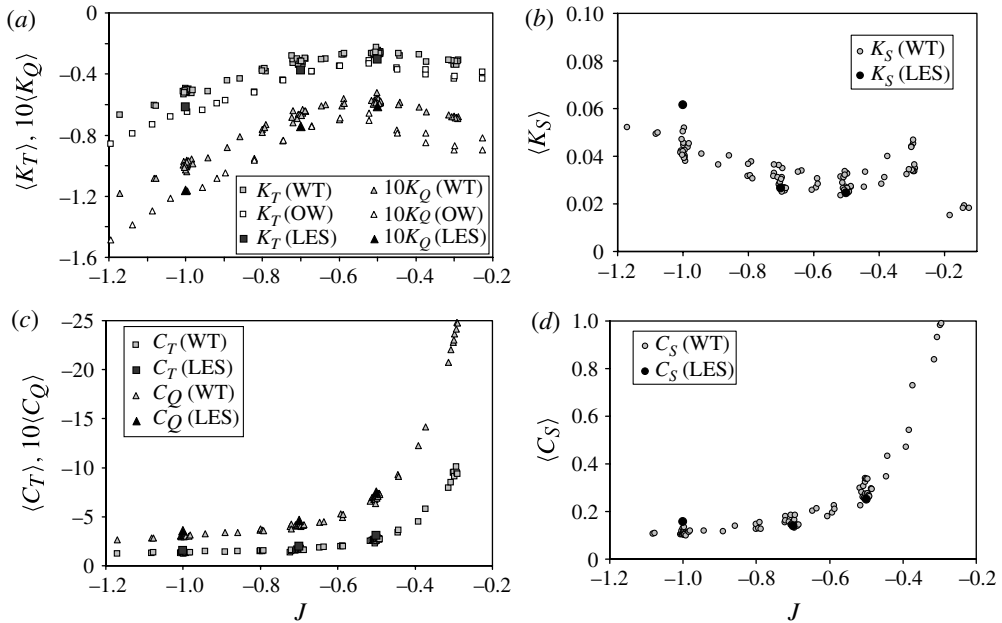 (a)
0
−0.4
−0.8
−1.2
−1.6
⟨K_T⟩, 10⟨K_Q⟩
K_T (WT)
K_T (OW)
K_T (LES)
10K_Q (WT)
10K_Q (OW)
10K_Q (LES)
−1.2 −1.0 −0.8 −0.6 −0.4 −0.2
(b)
0.10
0.08
0.06
0.04
0.02
0
⟨K_S⟩
K_S (WT)
K_S (LES)
−1.2 −1.0 −0.8 −0.6 −0.4 −0.2
(c)
−25
−20
−15
−10
−5
0
⟨C_T⟩, 10⟨C_Q⟩
C_T (WT)
C_T (LES)
C_Q (WT)
C_Q (LES)
−1.2 −1.0 −0.8 −0.6 −0.4 −0.2
J
(d)
1.0
0.8
0.6
0.4
0.2
0
⟨C_S⟩
C_S (WT)
C_S (LES)
−1.2 −1.0 −0.8 −0.6 −0.4 −0.2
J